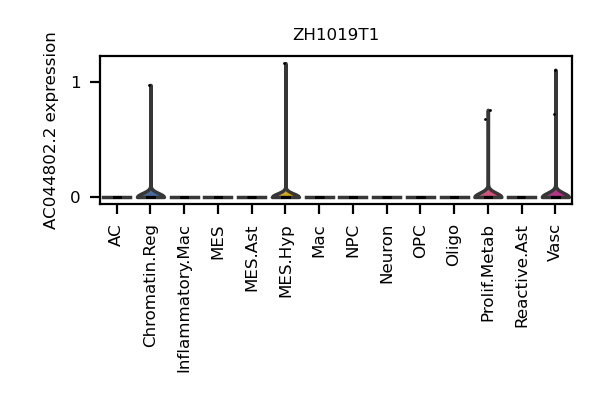 ZH1019T1
AC044802.2 expression
1
0
AC
Chromatin.Reg
Inflammatory.Mac
MES
MES.Ast
MES.Hyp
Mac
NPC
Neuron
OPC
Oligo
Prolif.Metab
Reactive.Ast
Vasc